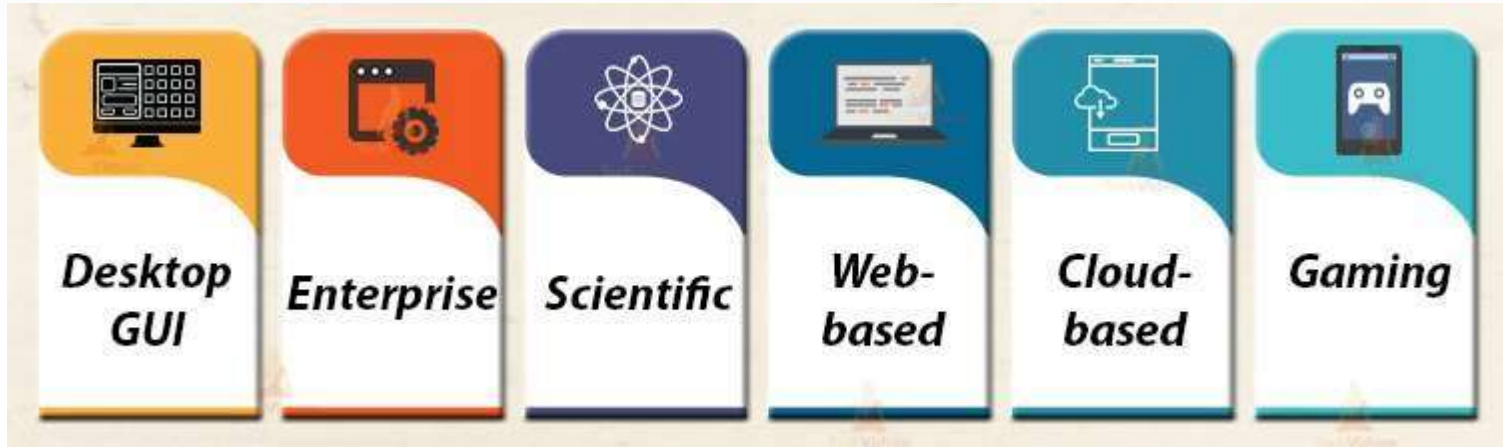 Desktop
GUI
Enterprise
Scientific
Web-
based
Cloud-
based
Gaming